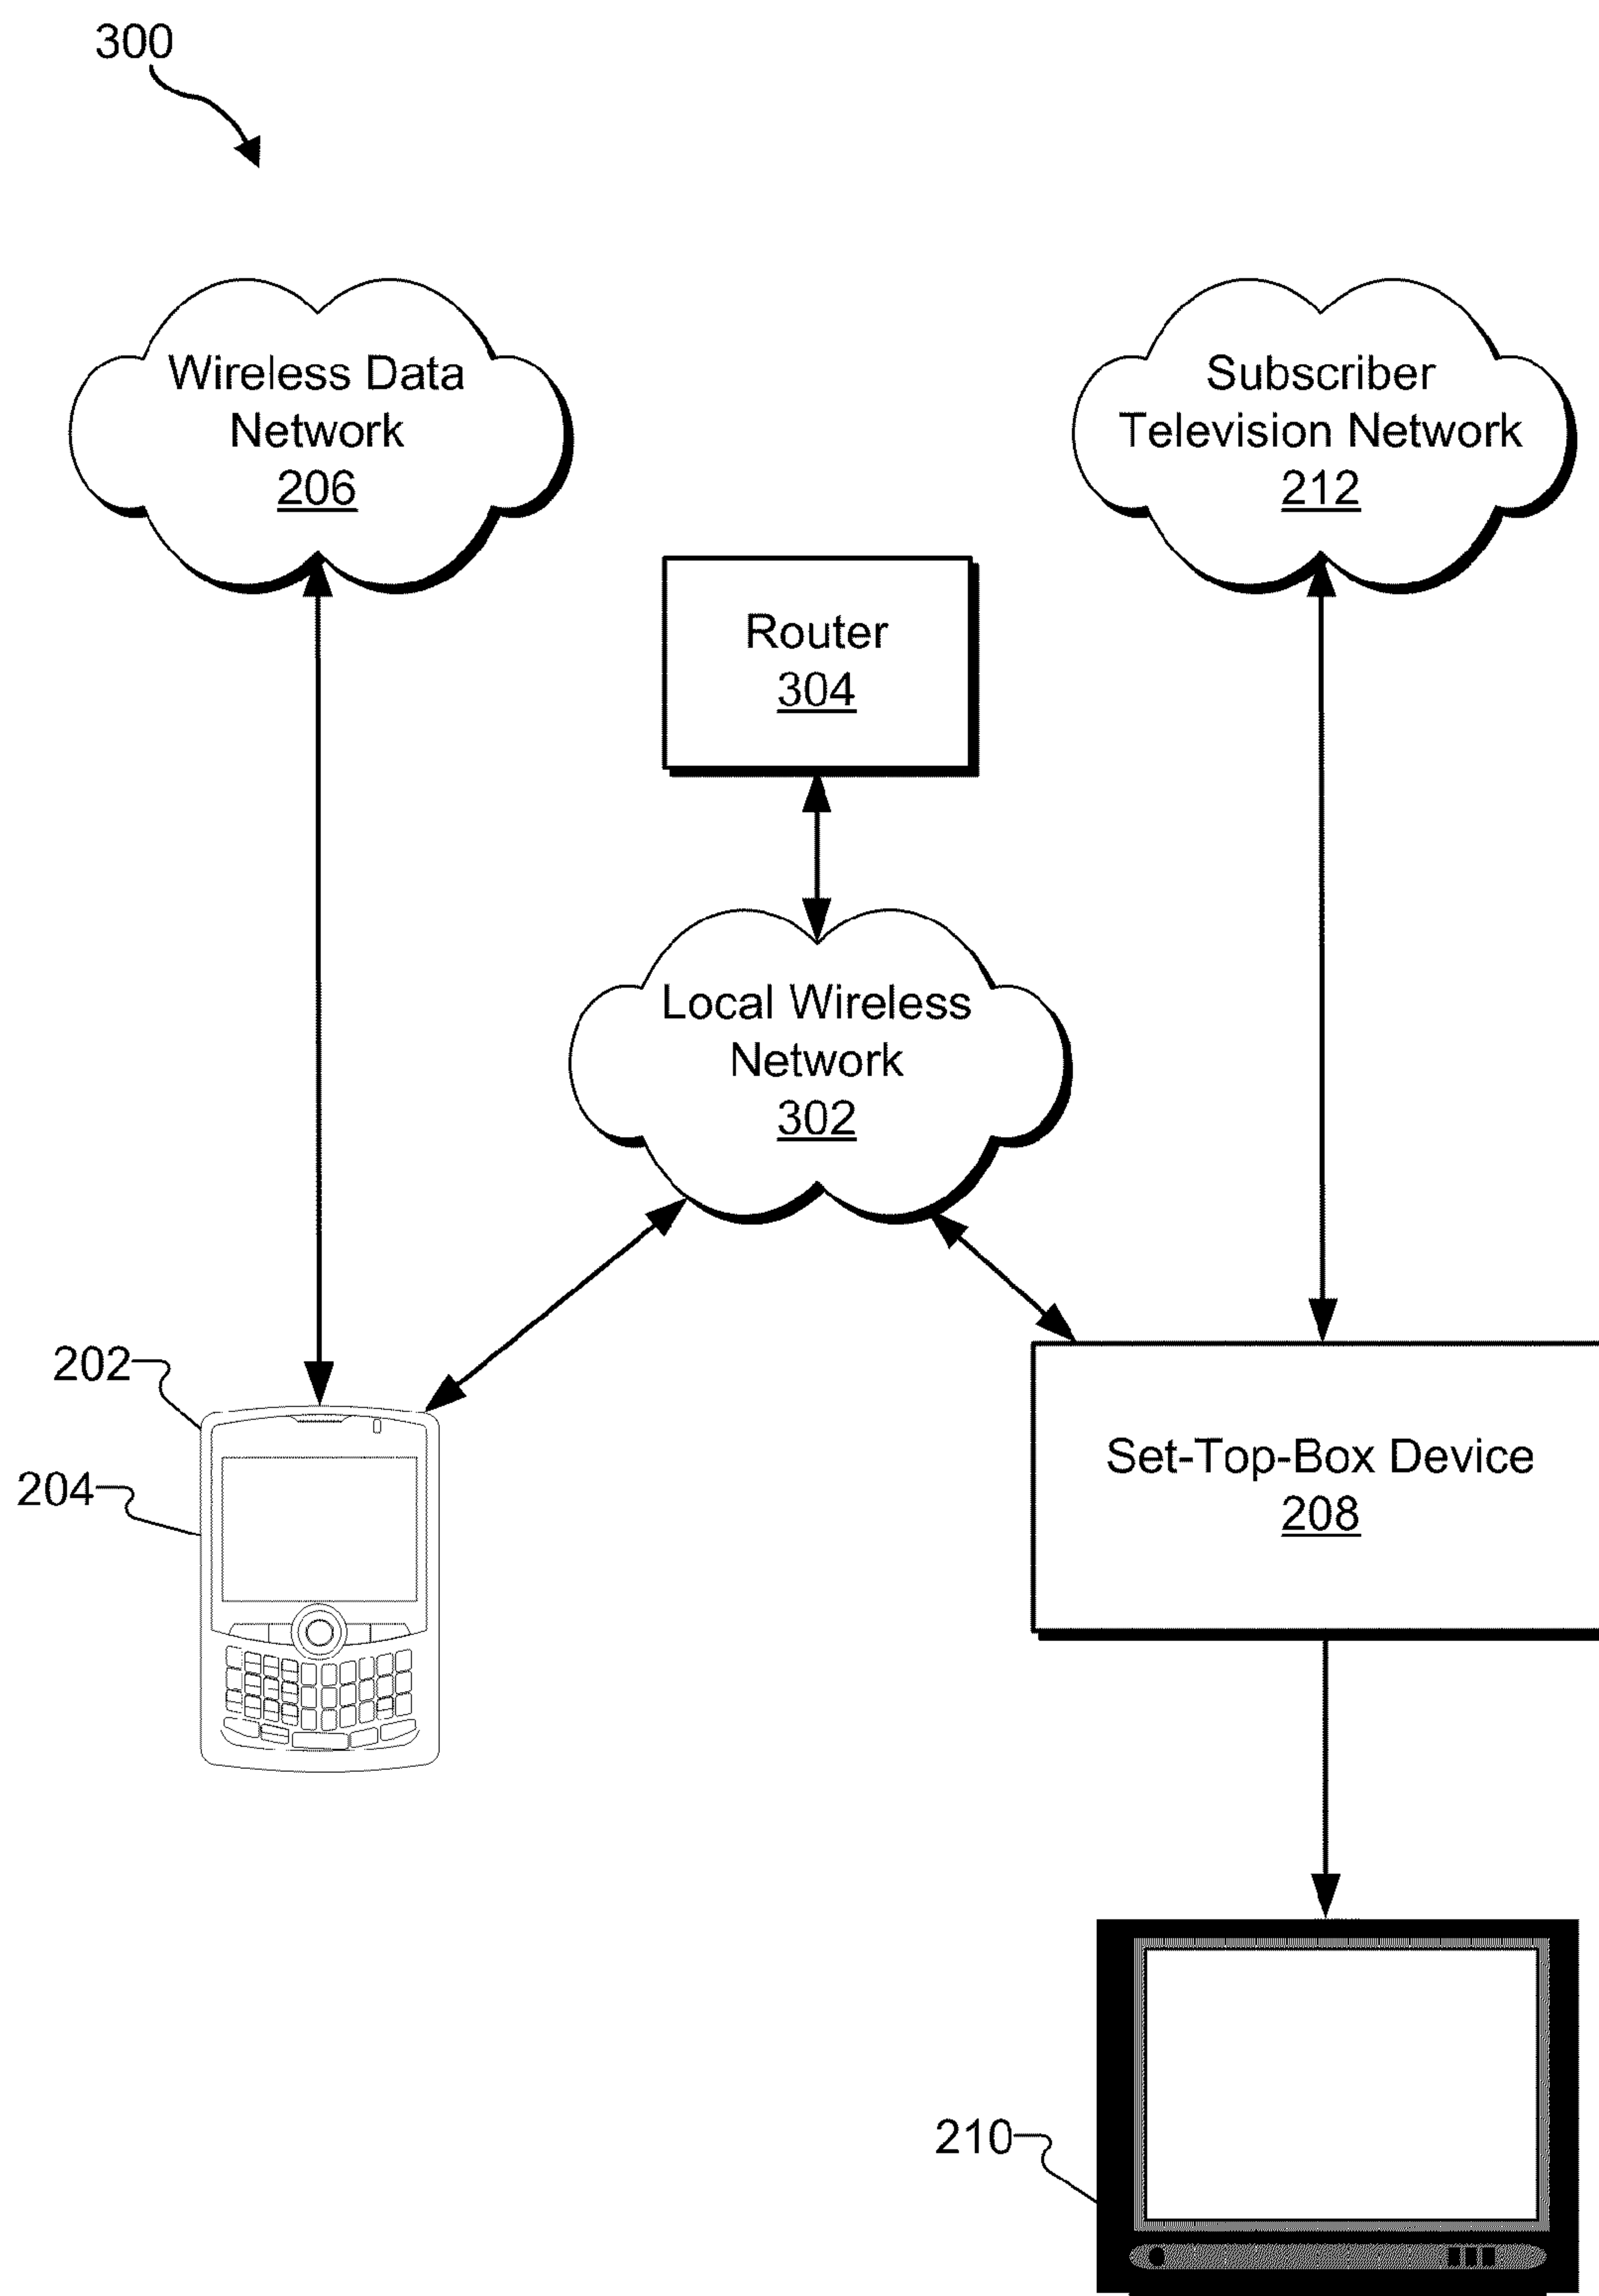 300
Wireless Data
Network
206
Subscriber
Television Network
212
Router
304
Local Wireless
Network
302
202
204
Set-Top-Box Device
208
210